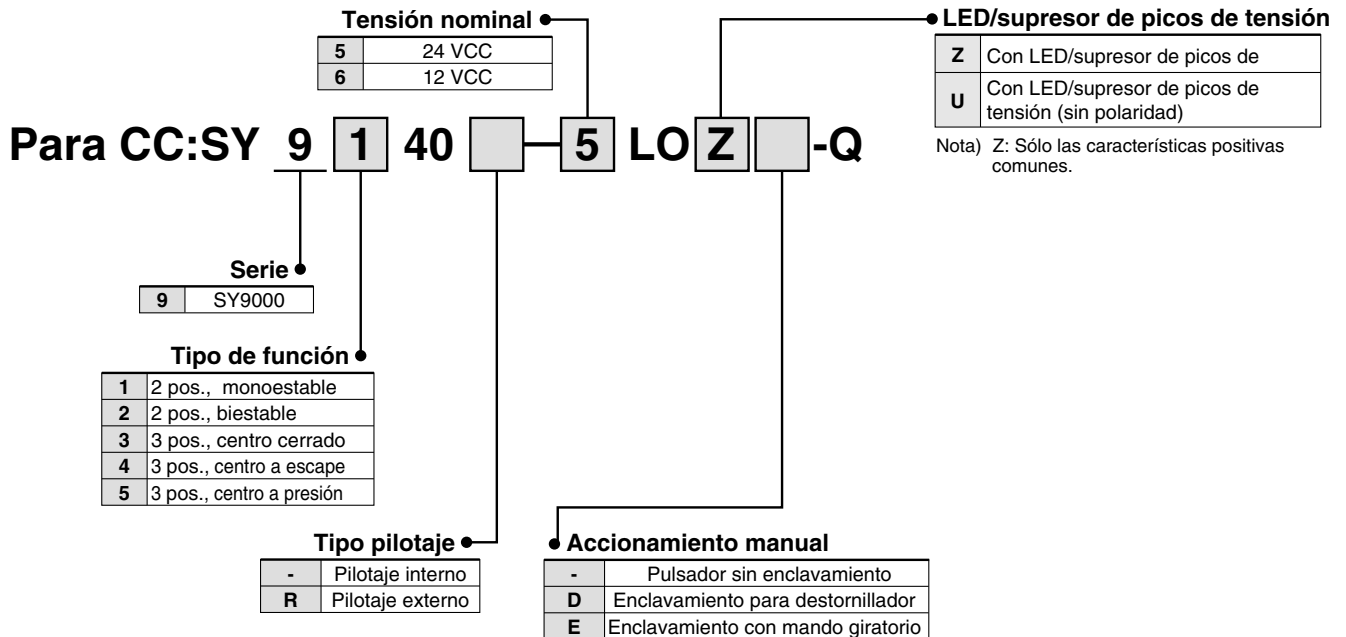 Tensión nominal
5 24 VCC
6 12 VCC
LED/supresor de picos de tensión
Z Con LED/supresor de picos de
U Con LED/supresor de picos de
tensión (sin polaridad)
Nota) Z: Sólo las características positivas
comunes.
Para CC:SY 9 1 40 - 5 LO Z -Q
Serie
9 SY9000
Tipo de función
1 2 pos., monoestable
2 2 pos., biestable
3 3 pos., centro cerrado
4 3 pos., centro a escape
5 3 pos., centro a presión
Tipo pilotaje
- Pilotaje interno
R Pilotaje externo
Accionamiento manual
- Pulsador sin enclavamiento
D Enclavamiento para destornillador
E Enclavamiento con mando giratorio